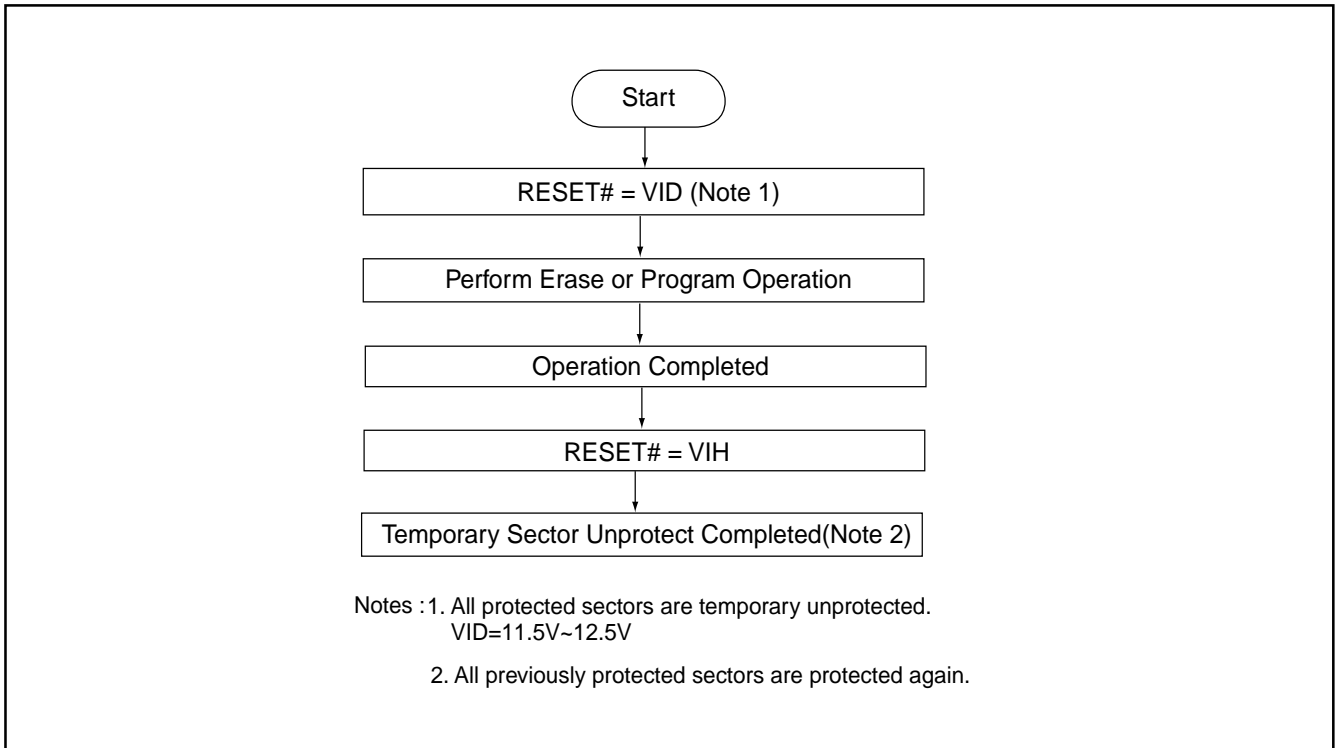 Start
RESET# = VID (Note 1)
Perform Erase or Program Operation
Operation Completed
RESET# = VIH
Temporary Sector Unprotect Completed(Note 2)
Notes : 1. All protected sectors are temporary unprotected.
VID=11.5V~12.5V
2. All previously protected sectors are protected again.